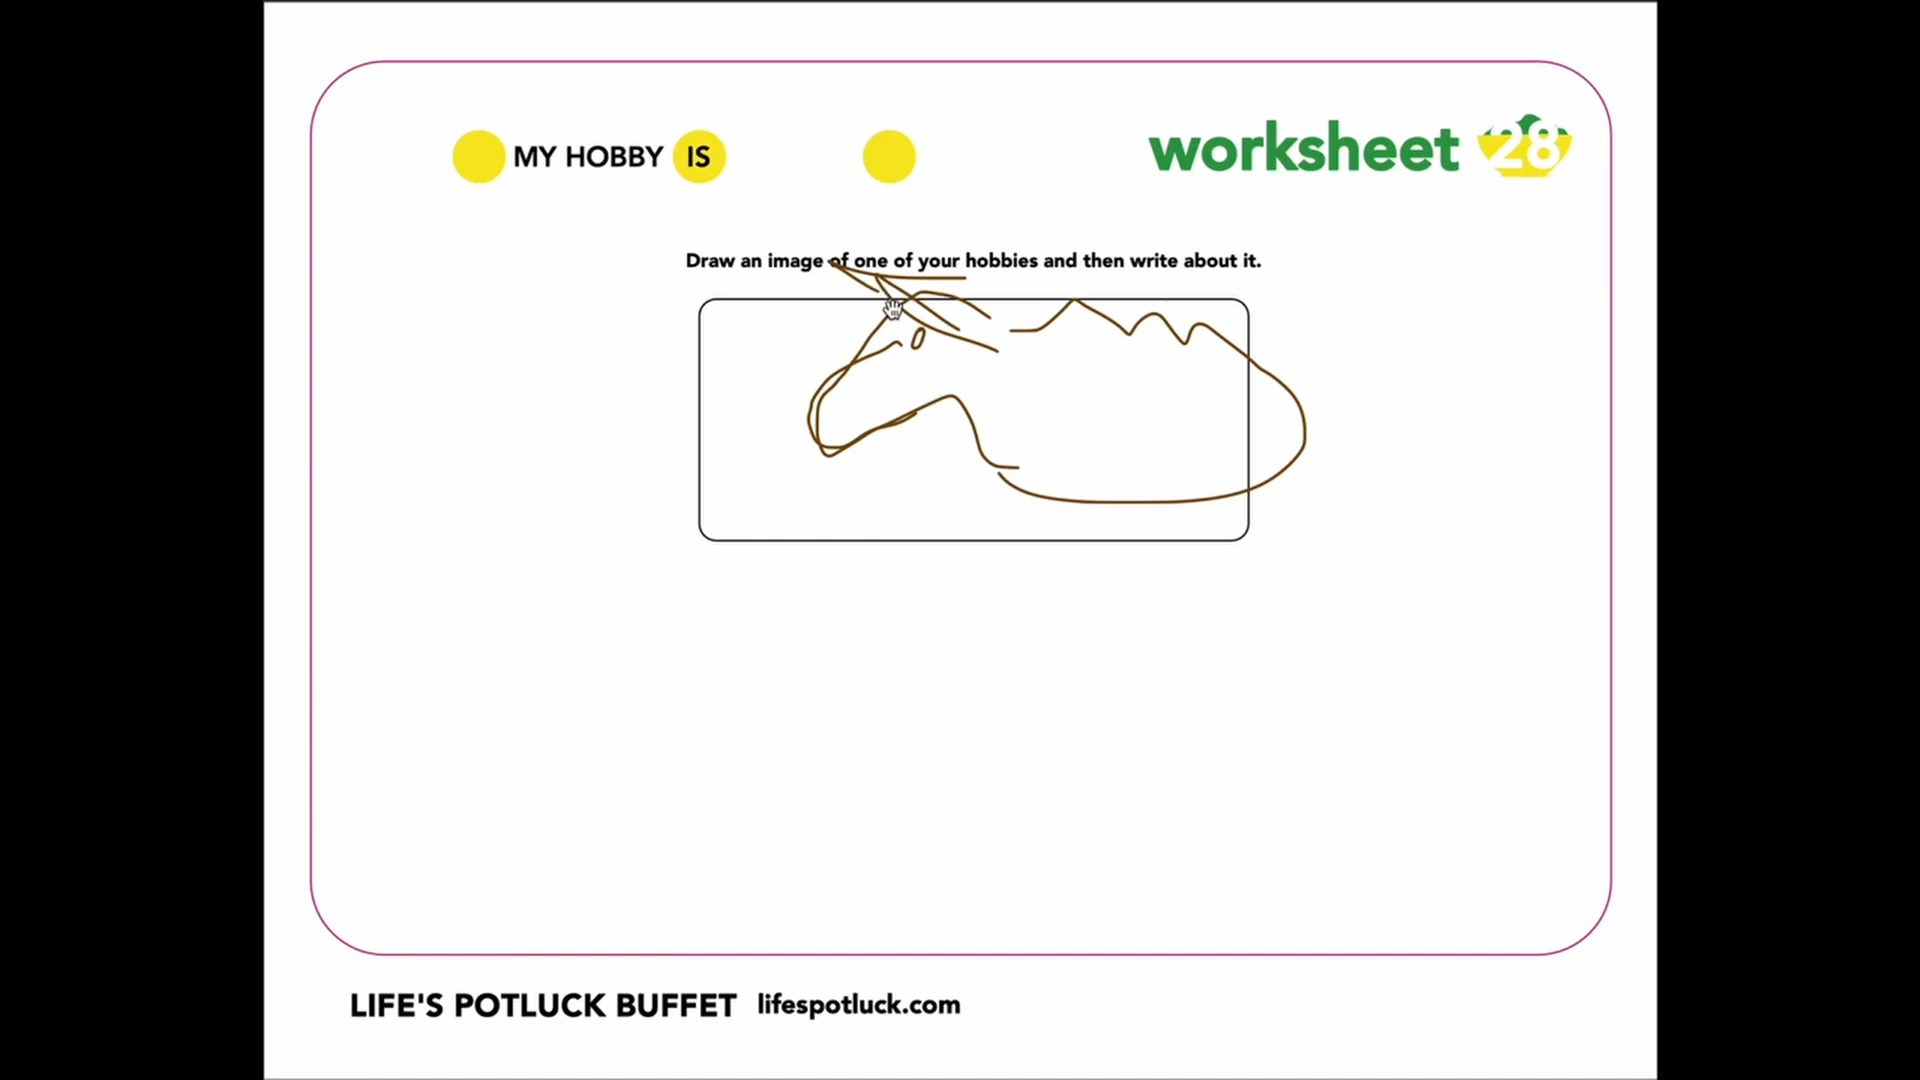 MY HOBBY IS
worksheet 28
Draw an image of one of your hobbies and then write about it.
LIFE'S POTLUCK BUFFET lifespotluck.com